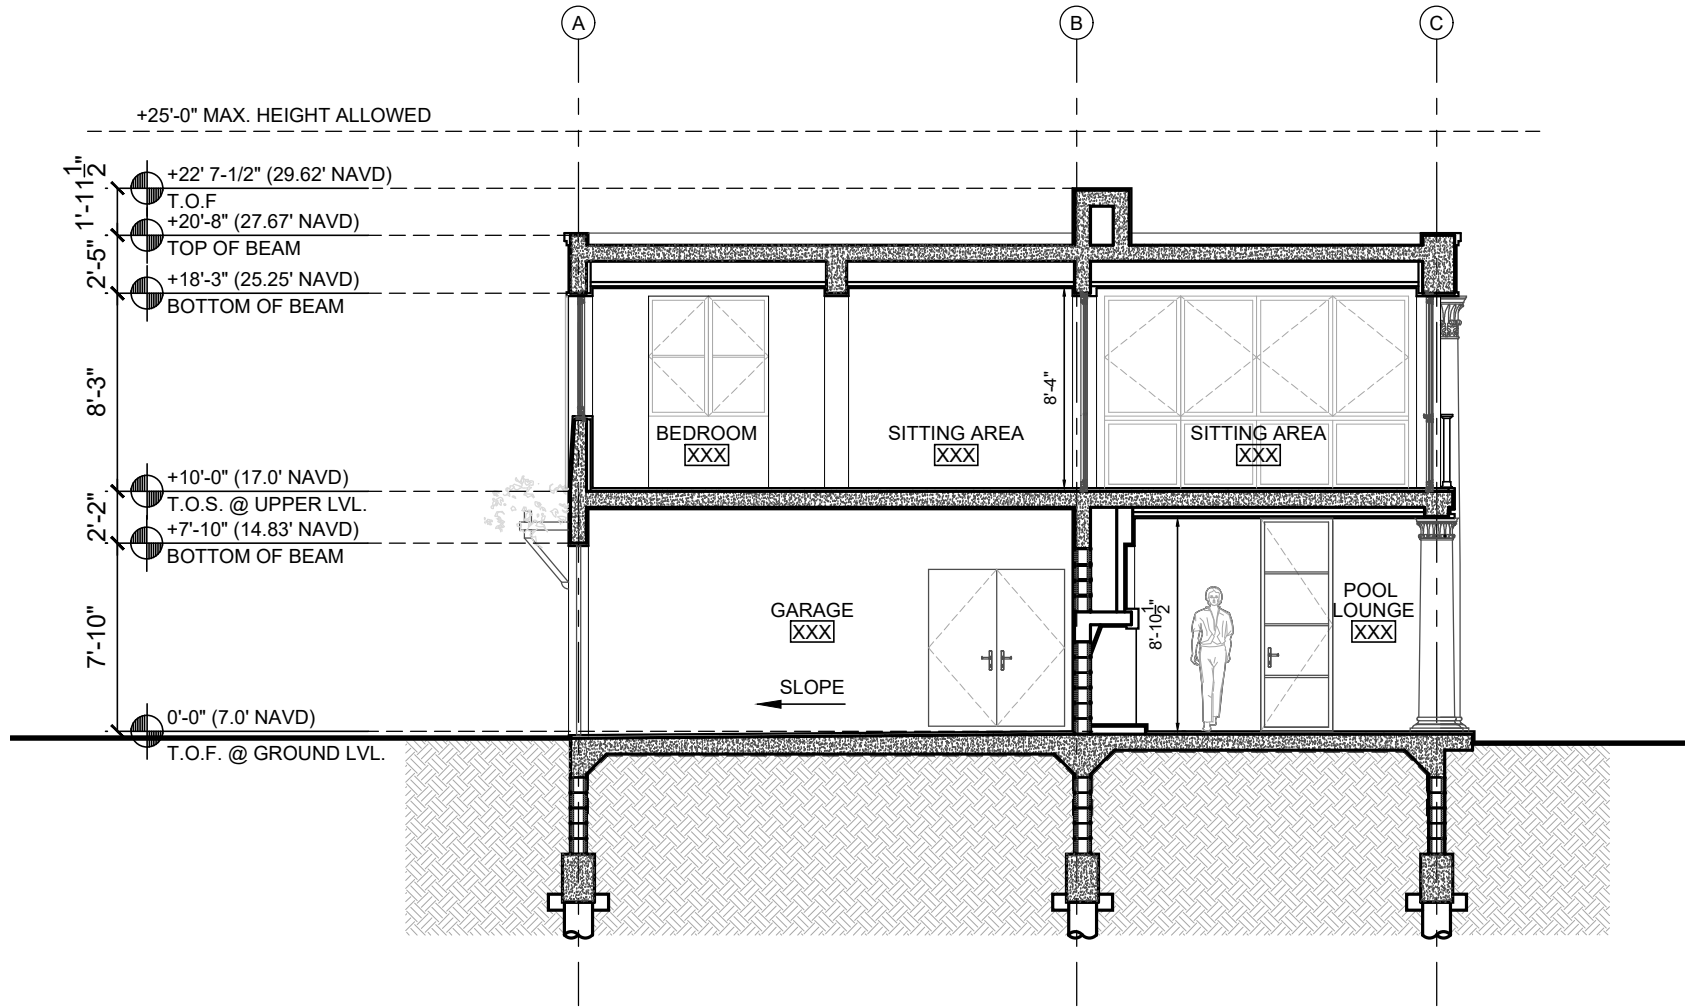 A
B
C
+25'-0" MAX. HEIGHT ALLOWED
1'-11 1/2"
+22' 7-1/2" (29.62' NAVD)
T.O.F
+20'-8" (27.67' NAVD)
TOP OF BEAM
2'-5"
+18'-3" (25.25' NAVD)
BOTTOM OF BEAM
8'-3"
8'-4"
BEDROOM
XXX
SITTING AREA
XXX
SITTING AREA
XXX
+10'-0" (17.0' NAVD)
T.O.S. @ UPPER LVL.
2'-2"
+7'-10" (14.83' NAVD)
BOTTOM OF BEAM
7'-10"
GARAGE
XXX
8'-10 1/2"
POOL
LOUNGE
XXX
SLOPE
0'-0" (7.0' NAVD)
T.O.F. @ GROUND LVL.